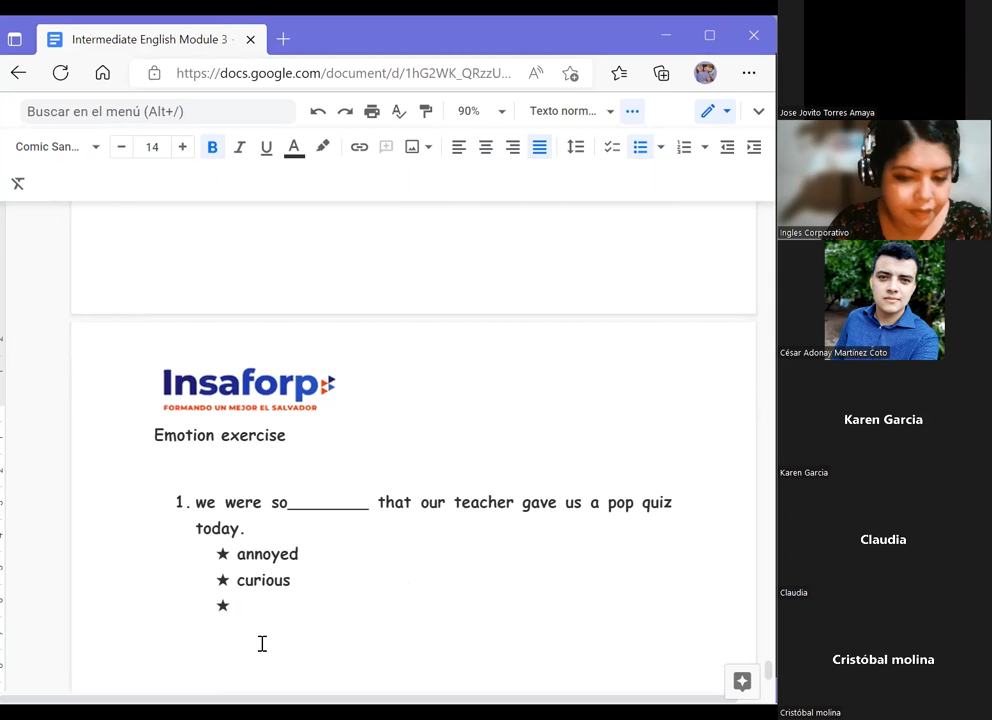 Intermediate English Module 3
https://docs.google.com/document/d/1hG2WK_QRzzU...
Buscar en el menú (Alt+/)
90%
Texto norm...
Comic San...
14
B
I
U
A
Insaforp
FORMANDO UN MEJOR EL SALVADOR
Emotion exercise
1. we were so_________ that our teacher gave us a pop quiz
today.
★ annoyed
★ curious
★
Jose Jovito Torres Amaya
Ingles Corporativo
César Adonay Martínez Coto
Karen Garcia
Karen Garcia
Claudia
Claudia
Cristóbal molina
Cristóbal molina